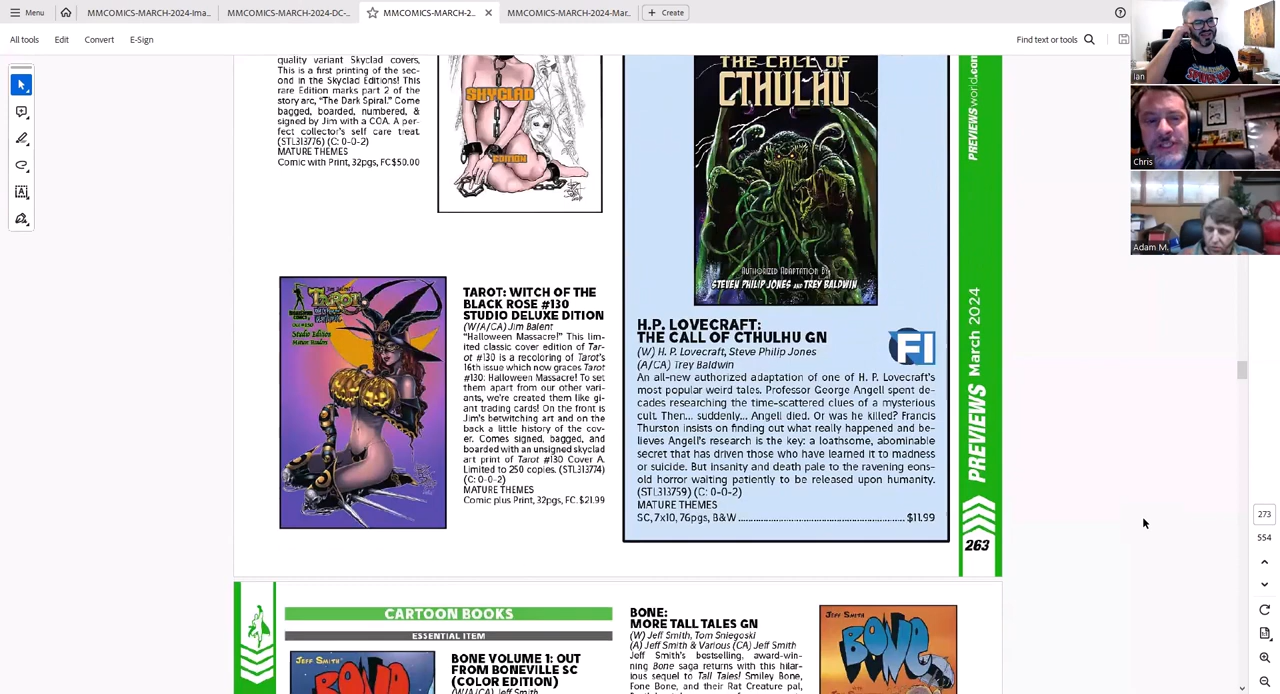 Menu
MMCOMICS-MARCH-2024-Ima...
MMCOMICS-MARCH-2024-DC-...
MMCOMICS-MARCH-2...
MMCOMICS-MARCH-2024-Mar...
Create
All tools
Edit
Convert
E-Sign
Find text or tools
quality variant Skyclad covers.
This is a first printing of the sec-
ond in the Skyclad Editions! This
rare Edition marks part 2 of the
story arc, "The Dark Spiral." Come
bagged, boarded, numbered, &
signed by Jim with a COA. A per-
fect collector's self care treat.
(STL313776) (C: 0-0-2)
MATURE THEMES
Comic with Print, 32pgs, FC $50.00
SKYCLAD
EDITION
THE CALL OF
CTHULHU
AUTHORIZED ADAPTATION BY
STEVEN PHILIP JONES AND TREY BALDWIN
TAROT: WITCH OF THE
BLACK ROSE #130
STUDIO DELUXE DITION
(W/A/CA) Jim Balent
"Halloween Massacre!" This lim-
ited classic cover edition of Tar-
ot #130 is a recoloring of Tarot's
16th issue which now graces Tarot
#130: Halloween Massacre! To set
them apart from our other vari-
ants, we're created them like gi-
ant trading cards! On the front is
Jim's bewitching art and on the
back a little history of the cov-
er. Comes signed, bagged, and
boarded with an unsigned skyclad
art print of Tarot #130 Cover A.
Limited to 250 copies. (STL313774)
(C: 0-0-2)
MATURE THEMES
Comic plus Print, 32pgs, FC. $21.99
Tarot
Studio Edition
H.P. LOVECRAFT:
THE CALL OF CTHULHU GN
(W) H. P. Lovecraft, Steve Philip Jones
(A/CA) Trey Baldwin
FI
An all-new authorized adaptation of one of H. P. Lovecraft's
most popular weird tales. Professor George Angell spent de-
cades researching the time-scattered clues of a mysterious
cult. Then... suddenly... Angell died. Or was he killed? Francis
Thurston insists on finding out what really happened and be-
lieves Angell's research is the key: a loathsome, abominable
secret that has driven those who have learned it to madness
or suicide. But insanity and death pale to the ravening eons-
old horror waiting patiently to be released upon humanity.
(STL313759) (C: 0-0-2)
MATURE THEMES
SC, 7x10, 76pgs, B&W ........ $11.99
PREVIEWSworld.com
PREVIEWS March 2024
263
CARTOON BOOKS
ESSENTIAL ITEM
JEFF SMITH
BONE
BONE VOLUME 1: OUT
FROM BONEVILLE SC
(COLOR EDITION)
(W/A/CA) Jeff Smith
BONE:
MORE TALL TALES GN
(W) Jeff Smith, Tom Sniegoski
(A) Jeff Smith & Various (CA) Jeff Smith
Jeff Smith's bestselling, award-win-
ning Bone saga returns with this hilar-
ious sequel to Tall Tales! Smiley Bone,
Fone Bone, and their Rat Creature pal,
JEFF SMITH
BONE
Ian
Chris
Adam M.
273
554